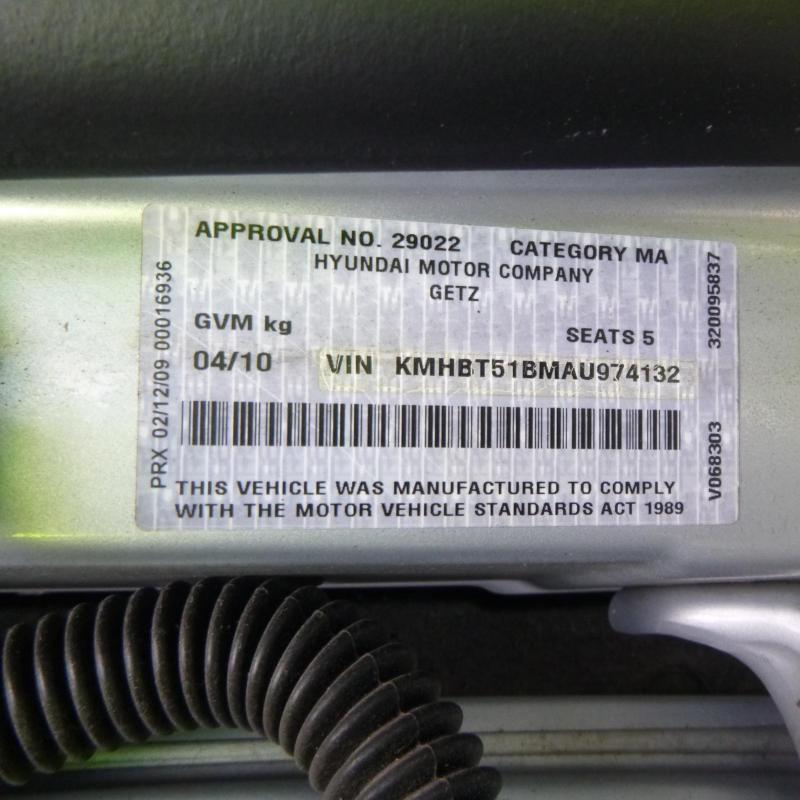 APPROVAL NO. 29022 CATEGORY MA
HYUNDAI MOTOR COMPANY
GETZ
GVM kg SEATS 5
04/10 VIN KMHBT51BMAU974132
THIS VEHICLE WAS MANUFACTURED TO COMPLY
WITH THE MOTOR VEHICLE STANDARDS ACT 1989
PRX 02/12/09 00016936
V068303 320095837